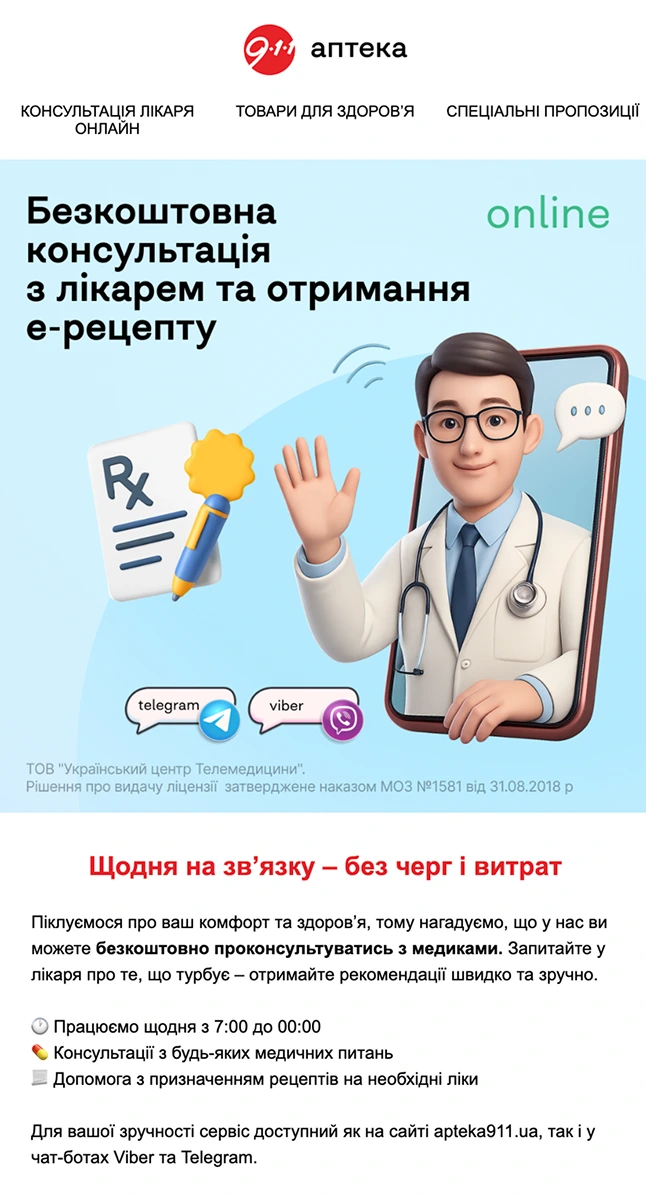 9·1·1 аптека
КОНСУЛЬТАЦІЯ ЛІКАРЯ
ОНЛАЙН
ТОВАРИ ДЛЯ ЗДОРОВ'Я
СПЕЦІАЛЬНІ ПРОПОЗИЦІЇ
Безкоштовна
консультація
з лікарем та отримання
е-рецепту
online
Rx
telegram
viber
ТОВ "Український центр Телемедицини".
Рішення про видачу ліцензії затверджене наказом МОЗ №1581 від 31.08.2018 р
Щодня на зв’язку – без черг і витрат
Піклуємося про ваш комфорт та здоров’я, тому нагадуємо, що у нас ви
можете безкоштовно проконсультуватись з медиками. Запитайте у
лікаря про те, що турбує – отримайте рекомендації швидко та зручно.
🕐 Працюємо щодня з 7:00 до 00:00
💊 Консультації з будь-яких медичних питань
📃 Допомога з призначенням рецептів на необхідні ліки
Для вашої зручності сервіс доступний як на сайті apteka911.ua, так і у
чат-ботах Viber та Telegram.